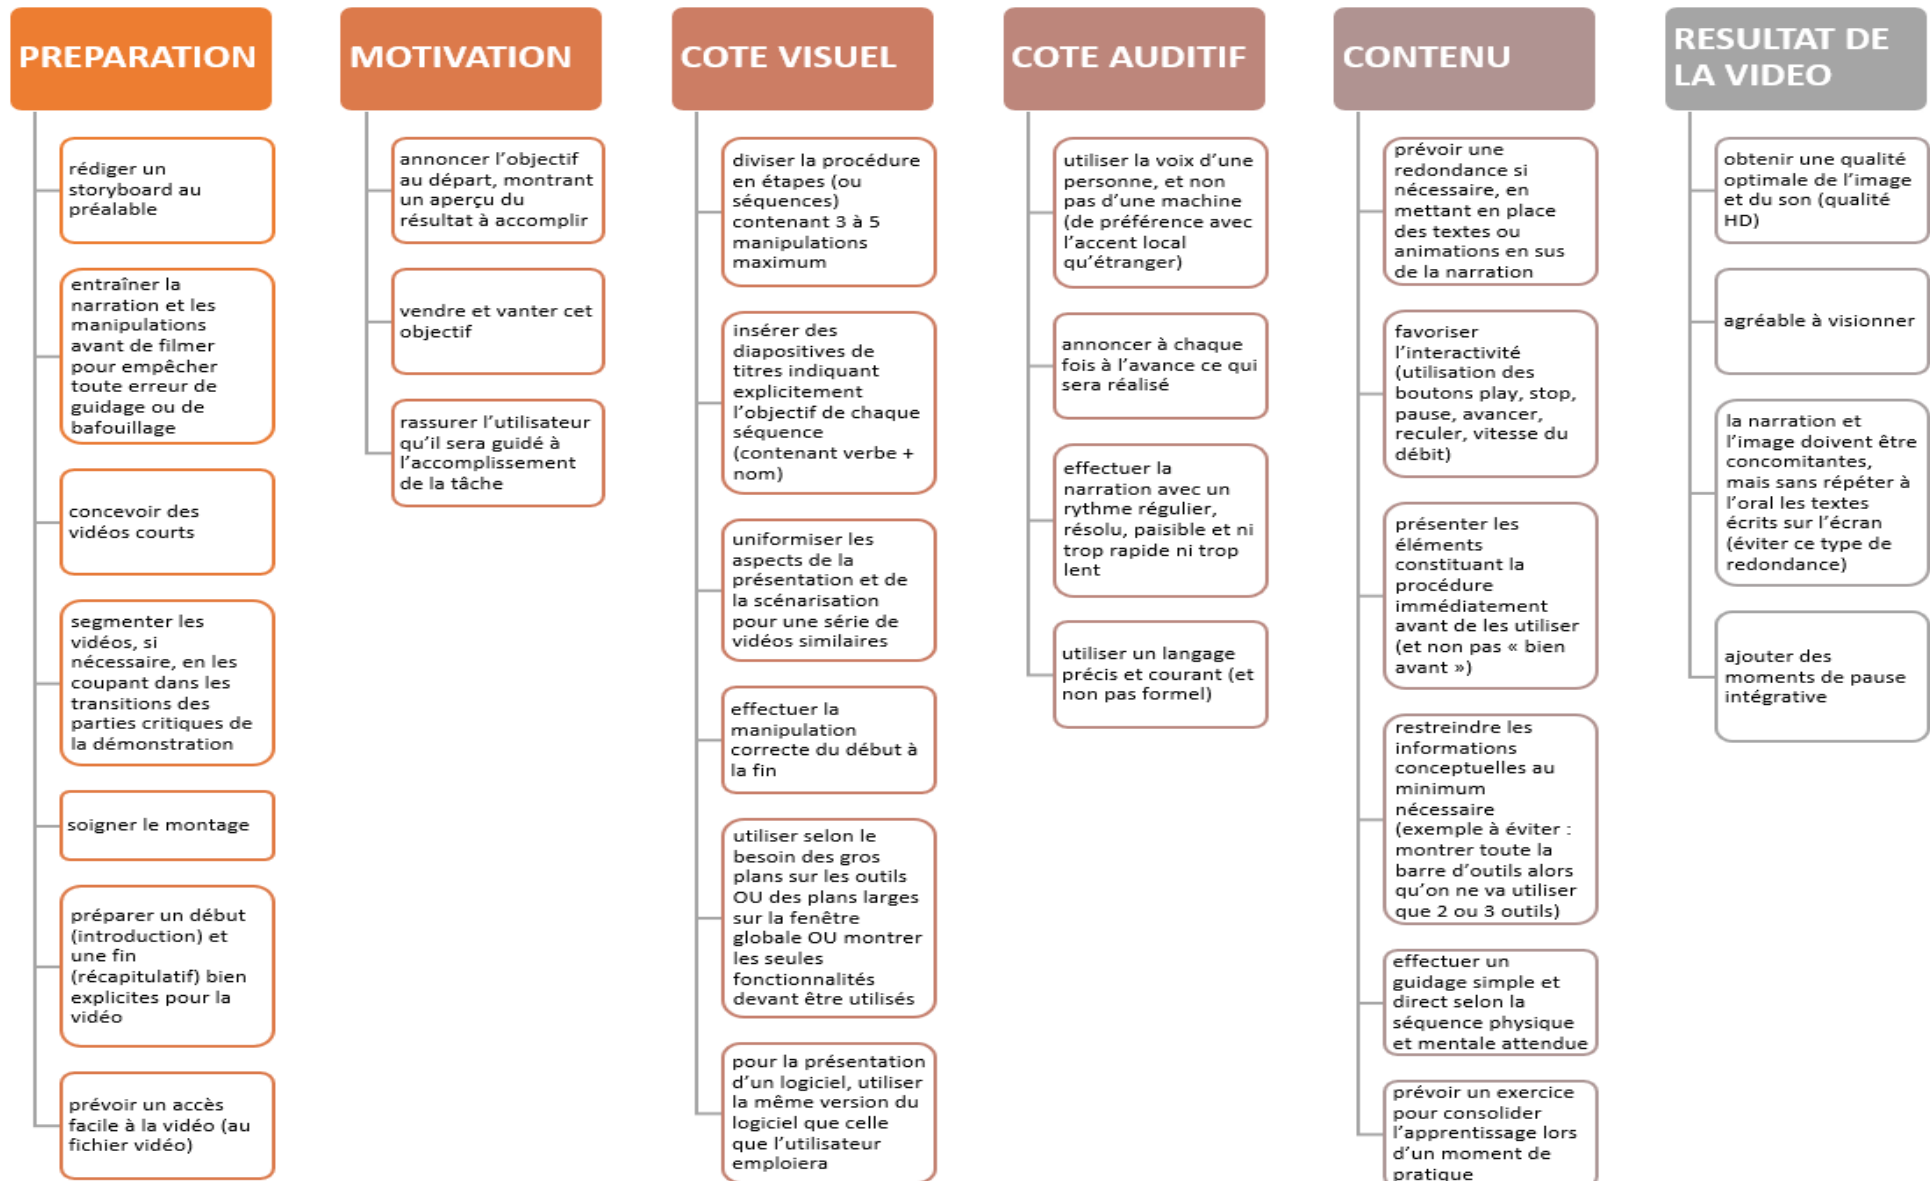 PREPARATION
rédiger un
storyboard au
préalable
entraîner la
narration et les
manipulations
avant de filmer
pour empêcher
toute erreur de
guidage ou de
bafouillage
concevoir des
vidéos courts
segmenter les
vidéos, si
nécessaire, en les
coupant dans les
transitions des
parties critiques de
la démonstration
soigner le montage
préparer un début
(introduction) et
une fin
(récapitulatif) bien
explicites pour la
vidéo
prévoir un accès
facile à la vidéo (au
fichier vidéo)
MOTIVATION
annoncer l’objectif
au départ, montrant
un aperçu du
résultat à accomplir
vendre et vanter cet
objectif
rassurer l’utilisateur
qu’il sera guidé à
l’accomplissement
de la tâche
COTE VISUEL
diviser la procédure
en étapes (ou
séquences)
contenant 3 à 5
manipulations
maximum
insérer des
diapositives de
titres indiquant
explicitement
l’objectif de chaque
séquence
(contenant verbe +
nom)
uniformiser les
aspects de la
présentation et de
la scénarisation
pour une série de
vidéos similaires
effectuer la
manipulation
correcte du début à
la fin
utiliser selon le
besoin des gros
plans sur les outils
OU des plans larges
sur la fenêtre
globale OU montrer
les seules
fonctionnalités
devant être utilisés
pour la présentation
d’un logiciel, utiliser
la même version du
logiciel que celle
que l’utilisateur
emploiera
COTE AUDITIF
utiliser la voix d’une
personne, et non
pas d’une machine
(de préférence avec
l’accent local
qu’étranger)
annoncer à chaque
fois à l’avance ce qui
sera réalisé
effectuer la
narration avec un
rythme régulier,
résolu, paisible et ni
trop rapide ni trop
lent
utiliser un langage
précis et courant (et
non pas formel)
CONTENU
prévoir une
redondance si
nécessaire, en
mettant en place
des textes ou
animations en sus
de la narration
favoriser
l’interactivité
(utilisation des
boutons play, stop,
pause, avancer,
reculer, vitesse du
débit)
présenter les
éléments
constituant la
procédure
immédiatement
avant de les utiliser
(et non pas « bien
avant »)
restreindre les
informations
conceptuelles au
minimum
nécessaire
(exemple à éviter :
montrer toute la
barre d’outils alors
qu’on ne va utiliser
que 2 ou 3 outils)
effectuer un
guidage simple et
direct selon la
séquence physique
et mentale attendue
prévoir un exercice
pour consolider
l’apprentissage lors
d’un moment de
pratique
RESULTAT DE
LA VIDEO
obtenir une qualité
optimale de l’image
et du son (qualité
HD)
agréable à visionner
la narration et
l’image doivent être
concomitantes,
mais sans répéter à
l’oral les textes
écrits sur l’écran
(éviter ce type de
redondance)
ajouter des
moments de pause
intégrative